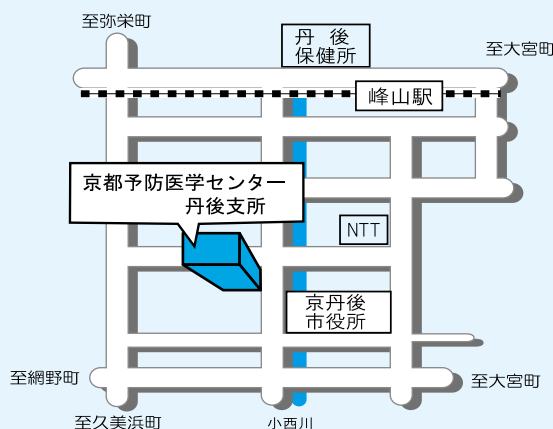 至弥栄町
丹後
保健所
至大宮町
峰山駅
京都予防医学センター
丹後支所
NTT
京丹後
市役所
至網野町
至大宮町
至久美浜町
小西川